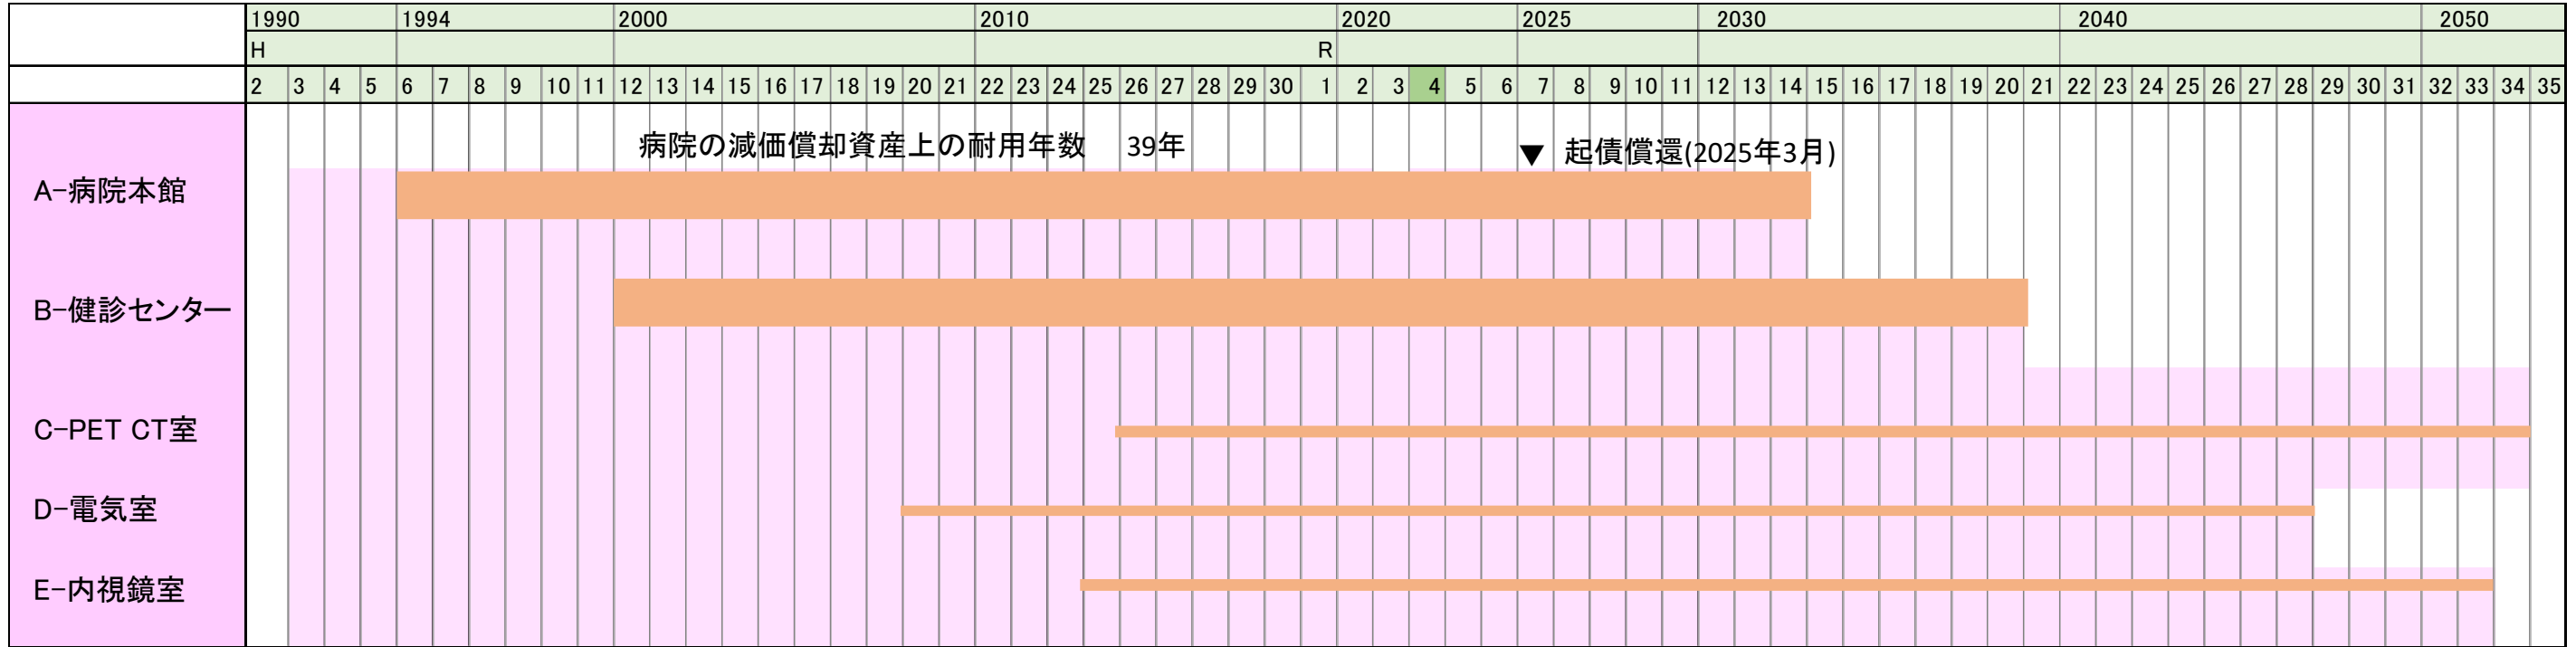 1990 1994 2000 2010 2020 2025 2030 2040 2050
H R
2 3 4 5 6 7 8 9 10 11 12 13 14 15 16 17 18 19 20 21 22 23 24 25 26 27 28 29 30 1 2 3 4 5 6 7 8 9 10 11 12 13 14 15 16 17 18 19 20 21 22 23 24 25 26 27 28 29 30 31 32 33 34 35
病院の減価償却資産上の耐用年数 39年
▼ 起債償還(2025年3月)
A-病院本館
B-健診センター
C-PET CT室
D-電気室
E-内視鏡室